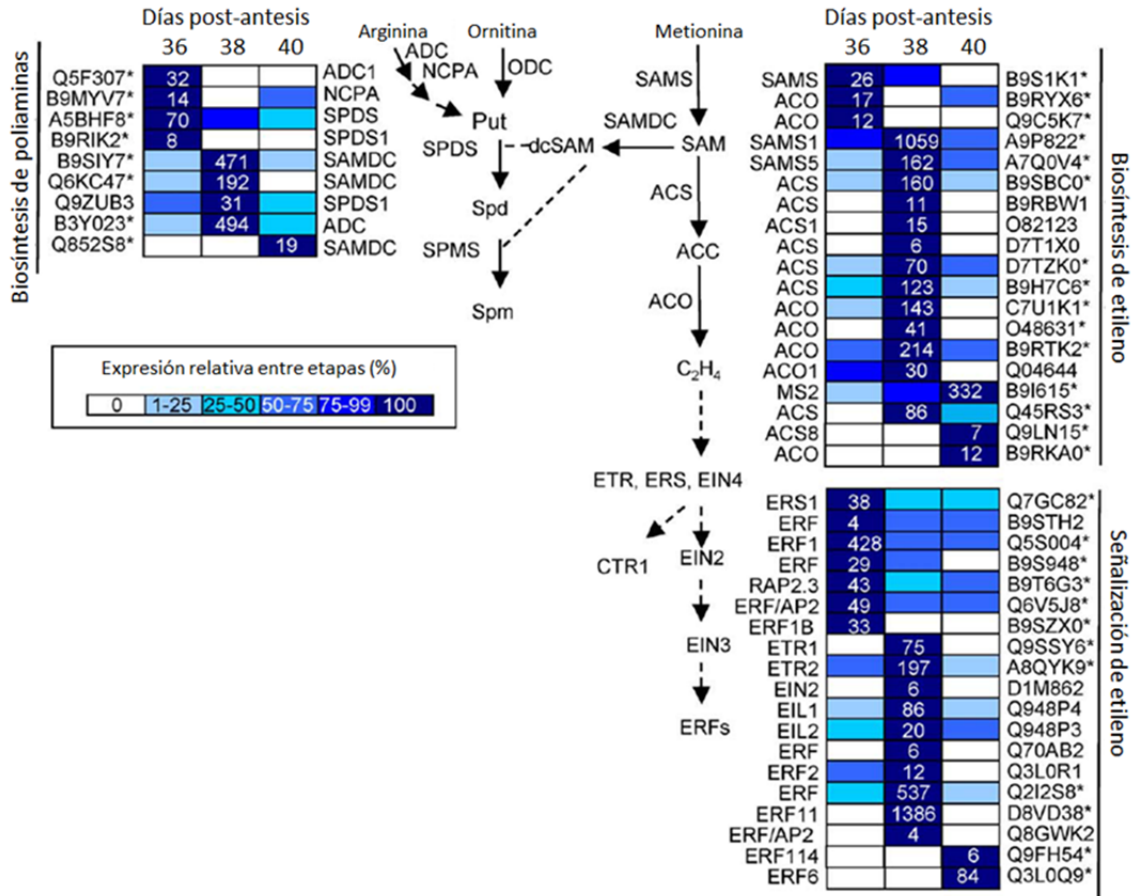 Días post-antesis
36 38 40
Biosíntesis de poliaminas
Q5F307* 32 ADC1
B9MYV7* 14 NCPA
A5BHF8* 70 SPDS
B9RIK2* 8 SPDS1
B9SIY7* 471 SAMDC
Q6KC47* 192 SAMDC
Q9ZUB3 31 SPDS1
B3Y023* 494 ADC
Q852S8* 19 SAMDC
Expresión relativa entre etapas (%)
0 1-25 25-50 50-75 75-99 100
Arginina Ornitina Metionina
ADC
NCPA
ODC
SAMS
Put
SAMDC
SPDS dcSAM SAM
ACS
Spd
SPMS
ACC
ACO
Spm
C2H4
ETR, ERS, EIN4
CTR1
EIN2
EIN3
ERFs
Días post-antesis
36 38 40
SAMS 26 B9S1K1*
ACO 17 B9RYX6*
ACO 12 Q9C5K7*
SAMS1 1059 A9P822*
SAMS5 162 A7Q0V4*
ACS 160 B9SBC0*
ACS 11 B9RBW1
ACS1 15 O82123
ACS 6 D7T1X0
ACS 70 D7TZK0*
ACS 123 B9H7C6*
ACO 143 C7U1K1*
ACO 41 O48631*
ACO 214 B9RTK2*
ACO1 30 Q04644
MS2 332 B9I615*
ACS 86 Q45RS3*
ACS8 7 Q9LN15*
ACO 12 B9RKA0*
Biosíntesis de etileno
ERS1 38 Q7GC82*
ERF 4 B9STH2
ERF1 428 Q5S004*
ERF 29 B9S948*
RAP2.3 43 B9T6G3*
ERF/AP2 49 Q6V5J8*
ERF1B 33 B9SZX0*
ETR1 75 Q9SSY6*
ETR2 197 A8QYK9*
EIN2 6 D1M862
EIL1 86 Q948P4
EIL2 20 Q948P3
ERF 6 Q70AB2
ERF2 12 Q3L0R1
ERF 537 Q2I2S8*
ERF11 1386 D8VD38*
ERF/AP2 4 Q8GWK2
ERF114 6 Q9FH54*
ERF6 84 Q3L0Q9*
Señalización de etileno